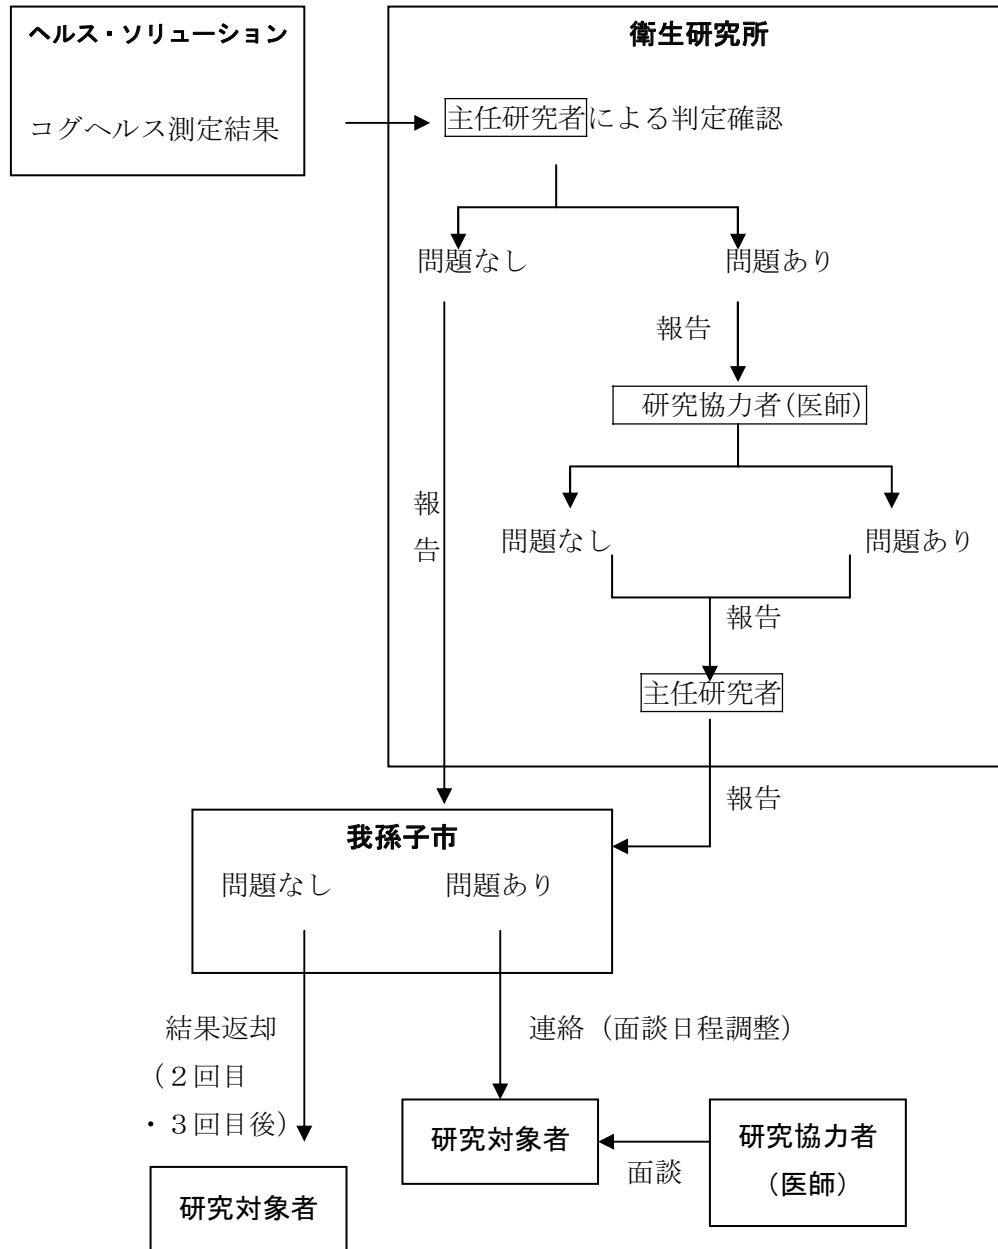 ヘルス・ソリューション
コグヘルス測定結果
衛生研究所
主任研究者による判定確認
問題なし
問題あり
報告
研究協力者(医師)
報
告
問題なし
問題あり
報告
主任研究者
報告
我孫子市
問題なし
問題あり
結果返却
(２回目
・３回目後)
連絡（面談日程調整）
研究対象者
面談
研究協力者
（医師）
研究対象者